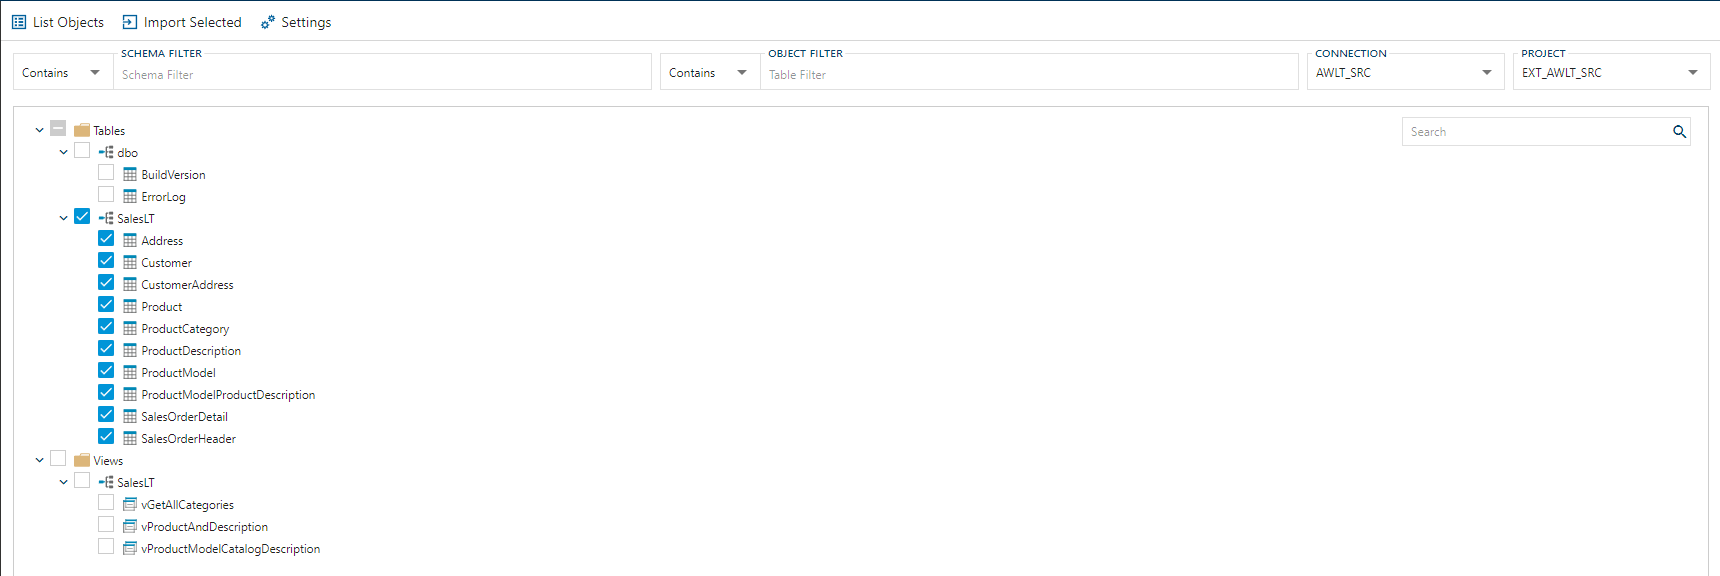 List Objects Import Selected Settings
SCHEMA FILTER OBJECT FILTER CONNECTION PROJECT
Contains Schema Filter Contains Table Filter AWLT_SRC EXT_AWLT_SRC
Tables Search
dbo
BuildVersion
ErrorLog
SalesLT
Address
Customer
CustomerAddress
Product
ProductCategory
ProductDescription
ProductModel
ProductModelProductDescription
SalesOrderDetail
SalesOrderHeader
Views
SalesLT
vGetAllCategories
vProductAndDescription
vProductModelCatalogDescription